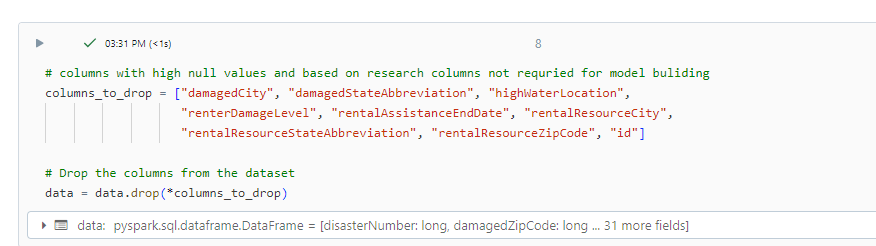 03:31 PM (<1s)
8
# columns with high null values and based on research columns not requried for model buliding
columns_to_drop = ["damagedCity", "damagedStateAbbreviation", "highWaterLocation",
"renterDamageLevel", "rentalAssistanceEndDate", "rentalResourceCity",
"rentalResourceStateAbbreviation", "rentalResourceZipCode", "id"]
# Drop the columns from the dataset
data = data.drop(*columns_to_drop)
data: pyspark.sql.dataframe.DataFrame = [disasterNumber: long, damagedZipCode: long ... 31 more fields]